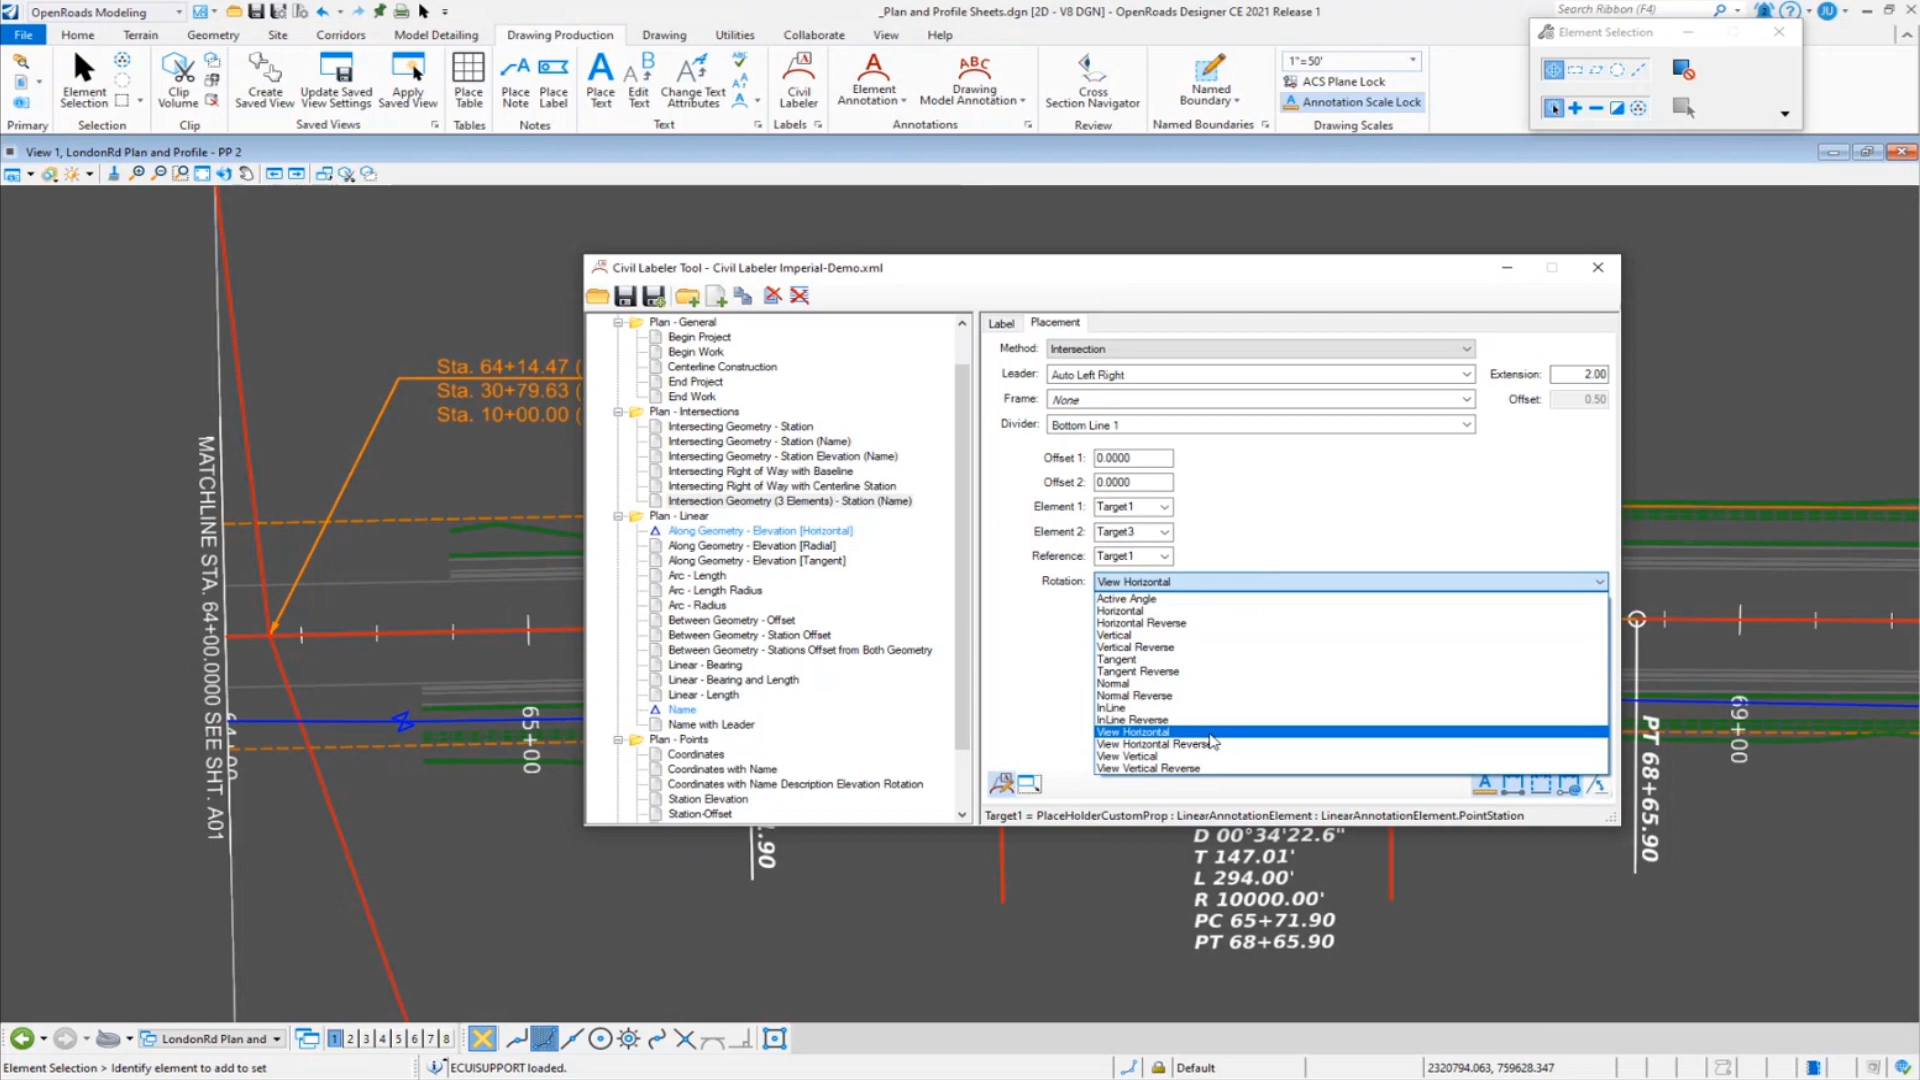 OpenRoads Modeling
_Plan and Profile Sheets.dgn [2D - V8 DGN] - OpenRoads Designer CE 2021 Release 1
Search Ribbon (F4)
JU
File Home Terrain Geometry Site Corridors Model Detailing Drawing Production Drawing Utilities Collaborate View Help
Element Selection
Element
Selection
Clip
Volume
Create
Saved View
Update Saved
View Settings
Apply
Saved View
Place
Table
Place
Note
Place
Label
Place
Text
Edit
Text
Change Text
Attributes
Civil
Labeler
Element
Annotation
Drawing
Model Annotation
Cross
Section Navigator
Named
Boundary
1"=50'
ACS Plane Lock
Annotation Scale Lock
Primary Selection Clip Saved Views Tables Notes Text Labels Annotations Review Named Boundaries Drawing Scales
View 1, LondonRd Plan and Profile - PP 2
Sta. 64+14.47 (
Sta. 30+79.63 (
Sta. 10+00.00 (
MATCHLINE STA. 64+00.0000 SEE SHT. A01
64+00
65+00
69+00
PT 68+65.90
.90
D 00°34'22.6"
T 147.01'
L 294.00'
R 10000.00'
PC 65+71.90
PT 68+65.90
Civil Labeler Tool - Civil Labeler Imperial-Demo.xml
Plan - General
Begin Project
Begin Work
Centerline Construction
End Project
End Work
Plan - Intersections
Intersecting Geometry - Station
Intersecting Geometry - Station (Name)
Intersecting Geometry - Station Elevation (Name)
Intersecting Right of Way with Baseline
Intersecting Right of Way with Centerline Station
Intersection Geometry (3 Elements) - Station (Name)
Plan - Linear
Along Geometry - Elevation [Horizontal]
Along Geometry - Elevation [Radial]
Along Geometry - Elevation [Tangent]
Arc - Length
Arc - Length Radius
Arc - Radius
Between Geometry - Offset
Between Geometry - Station Offset
Between Geometry - Stations Offset from Both Geometry
Linear - Bearing
Linear - Bearing and Length
Linear - Length
Name
Name with Leader
Plan - Points
Coordinates
Coordinates with Name
Coordinates with Name Description Elevation Rotation
Station Elevation
Station-Offset
Label Placement
Method: Intersection
Leader: Auto Left Right Extension: 2.00
Frame: None Offset: 0.50
Divider: Bottom Line 1
Offset 1: 0.0000
Offset 2: 0.0000
Element 1: Target1
Element 2: Target3
Reference: Target1
Rotation: View Horizontal
Active Angle
Horizontal
Horizontal Reverse
Vertical
Vertical Reverse
Tangent
Tangent Reverse
Normal
Normal Reverse
InLine
InLine Reverse
View Horizontal
View Horizontal Reverse
View Vertical
View Vertical Reverse
Target1 = PlaceHolderCustomProp : LinearAnnotationElement : LinearAnnotationElement.PointStation
LondonRd Plan and
1 2 3 4 5 6 7 8
Element Selection > Identify element to add to set
ECUISUPPORT loaded.
Default
2320794.063, 759628.347